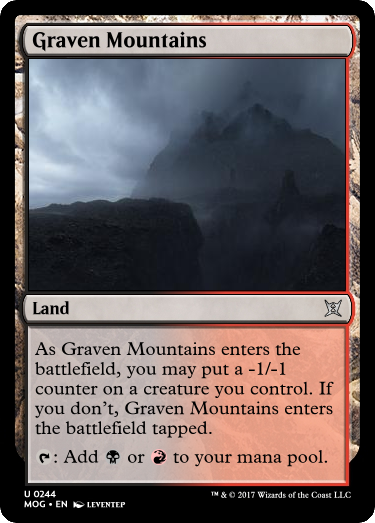 Graven Mountains
Land
As Graven Mountains enters the
battlefield, you may put a -1/-1
counter on a creature you control. If
you don't, Graven Mountains enters
the battlefield tapped.
: Add or to your mana pool.
U 0244
MOG • EN LEVENTEP
™ & © 2017 Wizards of the Coast LLC